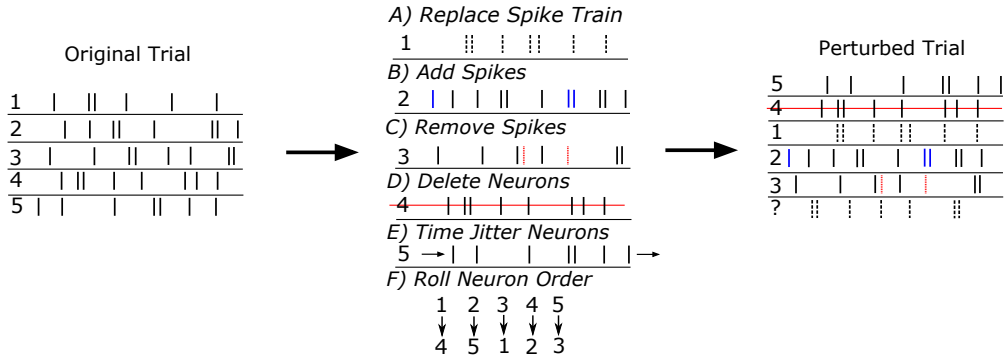 Original Trial
1
2
3
4
5
A) Replace Spike Train
1
B) Add Spikes
2
C) Remove Spikes
3
D) Delete Neurons
4
E) Time Jitter Neurons
5
F) Roll Neuron Order
1 2 3 4 5
4 5 1 2 3
Perturbed Trial
5
4
1
2
3
?